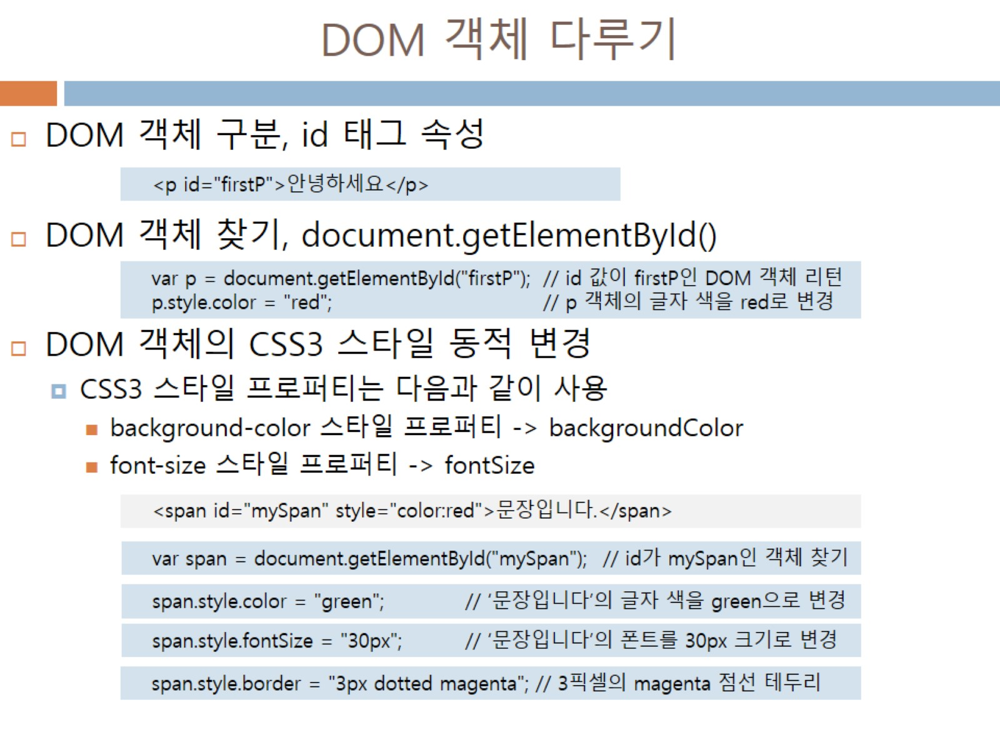 DOM 객체 다루기
DOM 객체 구분, id 태그 속성
<p id="firstP">안녕하세요</p>
DOM 객체 찾기, document.getElementById()
var p = document.getElementById("firstP"); // id 값이 firstP인 DOM 객체 리턴
p.style.color = "red"; // p 객체의 글자 색을 red로 변경
DOM 객체의 CSS3 스타일 동적 변경
CSS3 스타일 프로퍼티는 다음과 같이 사용
background-color 스타일 프로퍼티 -> backgroundColor
font-size 스타일 프로퍼티 -> fontSize
<span id="mySpan" style="color:red">문장입니다.</span>
var span = document.getElementById("mySpan"); // id가 mySpan인 객체 찾기
span.style.color = "green"; // ‘문장입니다’의 글자 색을 green으로 변경
span.style.fontSize = "30px"; // ‘문장입니다’의 폰트를 30px 크기로 변경
span.style.border = "3px dotted magenta"; // 3픽셀의 magenta 점선 테두리